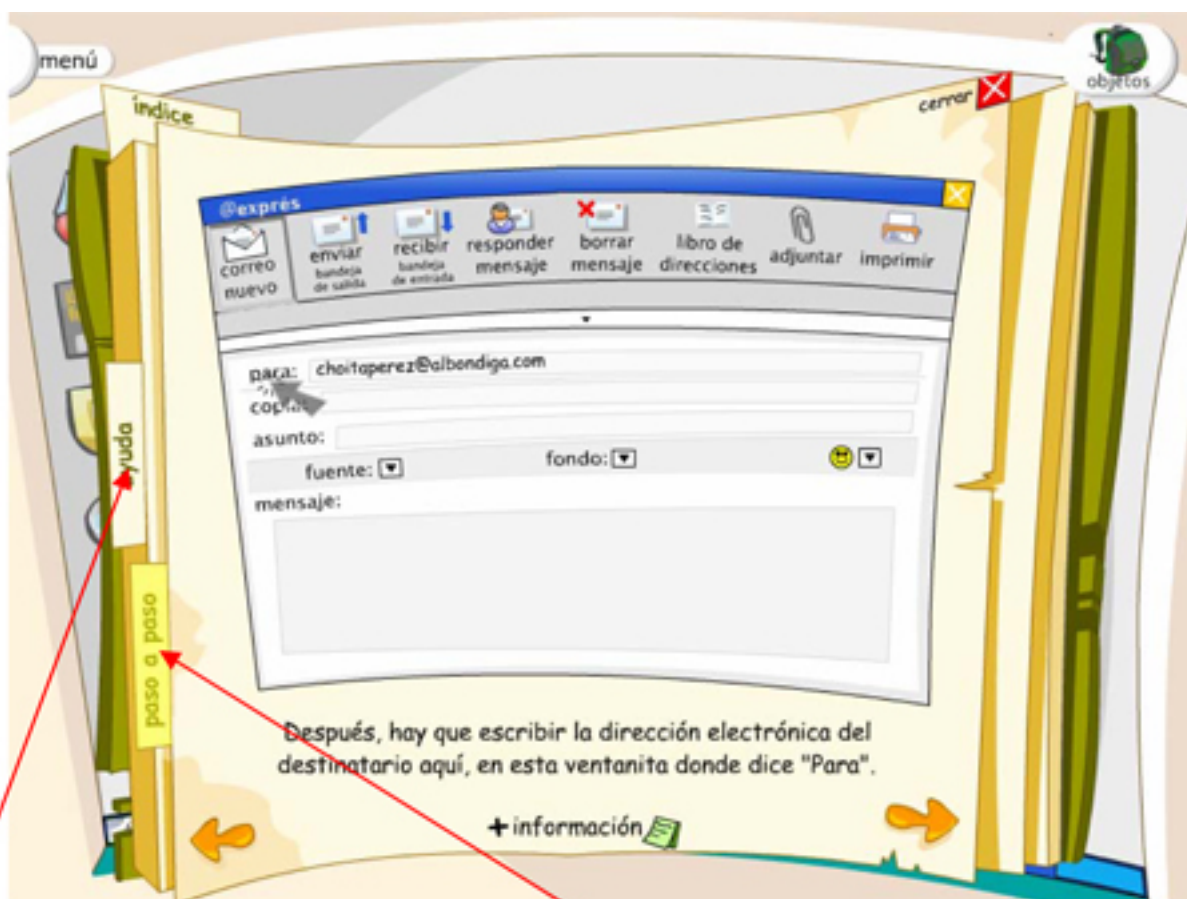 menú
objetos
índice
cerrar
@exprés
correo
nuevo
enviar
bandeja
de salida
recibir
bandeja
de entrada
responder
mensaje
borrar
mensaje
libro de
direcciones
adjuntar
imprimir
para: choitaperez@albondiga.com
copia:
asunto:
fuente:
fondo:
mensaje:
ayuda
paso a paso
Después, hay que escribir la dirección electrónica del
destinatario aquí, en esta ventanita donde dice "Para".
+ información